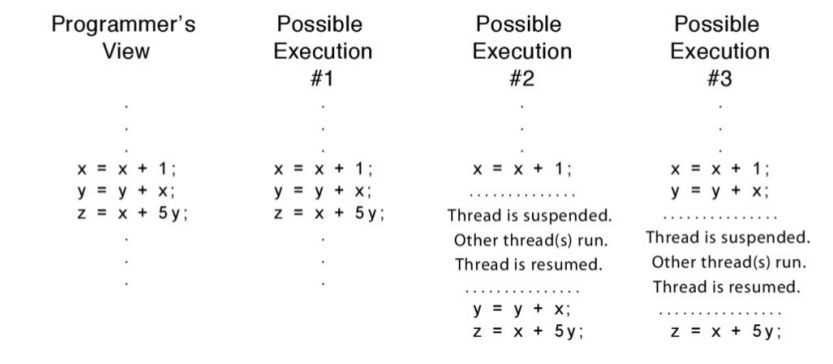 Programmer's
View
.
.
.
x = x + 1;
y = y + x;
z = x + 5y;
.
.
.
Possible
Execution
#1
.
.
.
x = x + 1;
y = y + x;
z = x + 5y;
.
.
.
Possible
Execution
#2
.
.
.
x = x + 1;
..............
Thread is suspended.
Other thread(s) run.
Thread is resumed.
...............
y = y + x;
z = x + 5y;
Possible
Execution
#3
.
.
.
x = x + 1;
y = y + x;
...............
Thread is suspended.
Other thread(s) run.
Thread is resumed.
................
z = x + 5y;